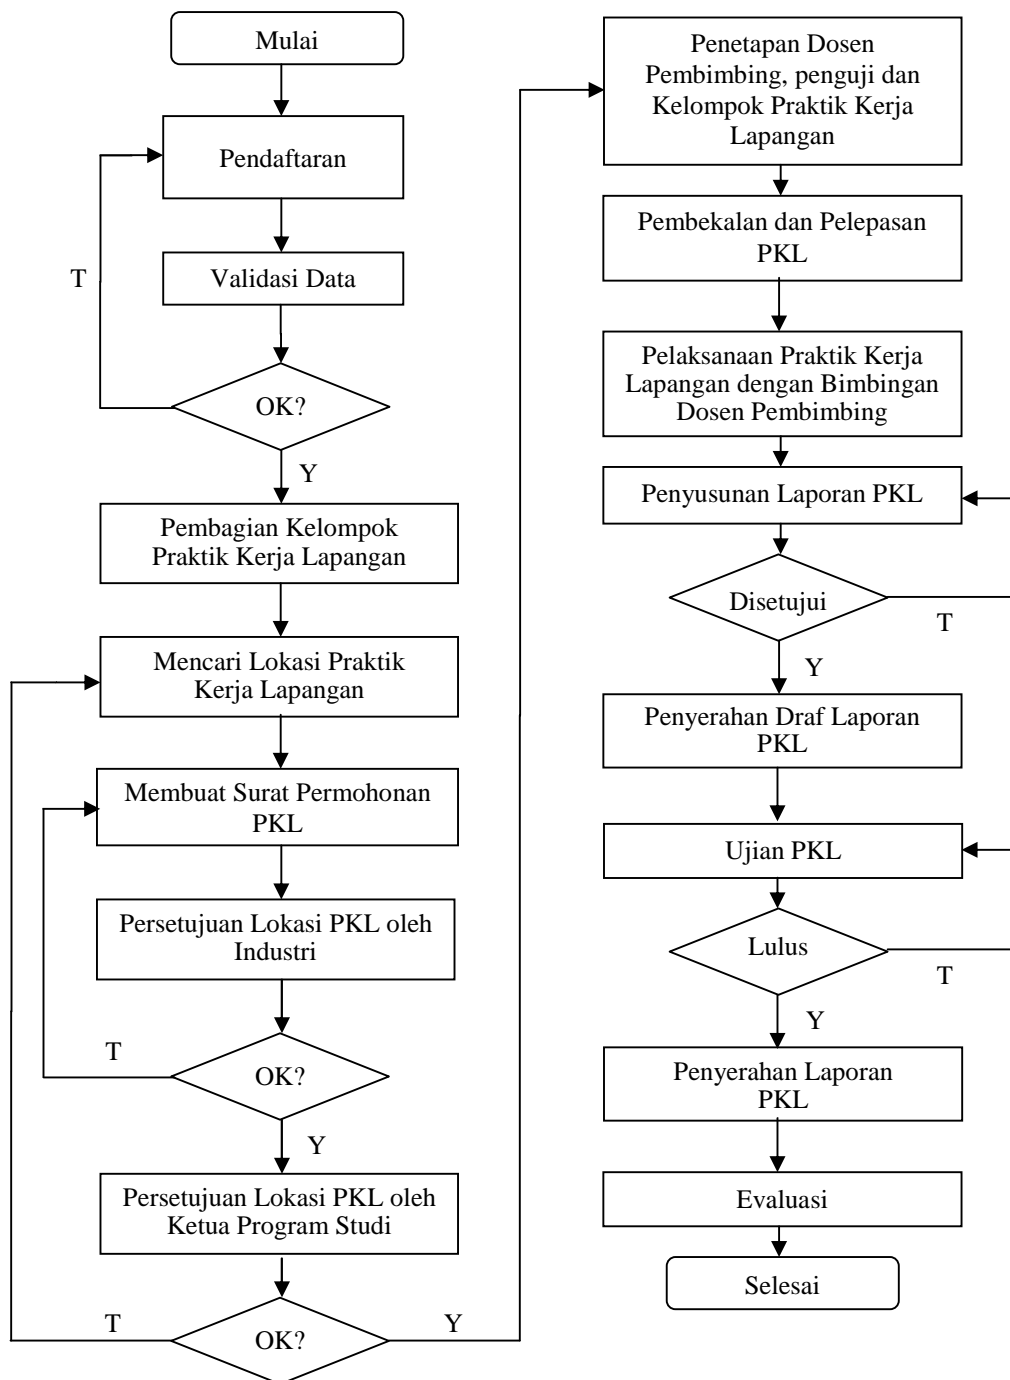 Mulai
Pendaftaran
T
Validasi Data
OK?
Y
Pembagian Kelompok
Praktik Kerja Lapangan
Mencari Lokasi Praktik
Kerja Lapangan
Membuat Surat Permohonan
PKL
Persetujuan Lokasi PKL oleh
Industri
T
OK?
Y
Persetujuan Lokasi PKL oleh
Ketua Program Studi
T
OK?
Y
Penetapan Dosen
Pembimbing, penguji dan
Kelompok Praktik Kerja
Lapangan
Pembekalan dan Pelepasan
PKL
Pelaksanaan Praktik Kerja
Lapangan dengan Bimbingan
Dosen Pembimbing
Penyusunan Laporan PKL
Disetujui
T
Y
Penyerahan Draf Laporan
PKL
Ujian PKL
Lulus
T
Y
Penyerahan Laporan
PKL
Evaluasi
Selesai